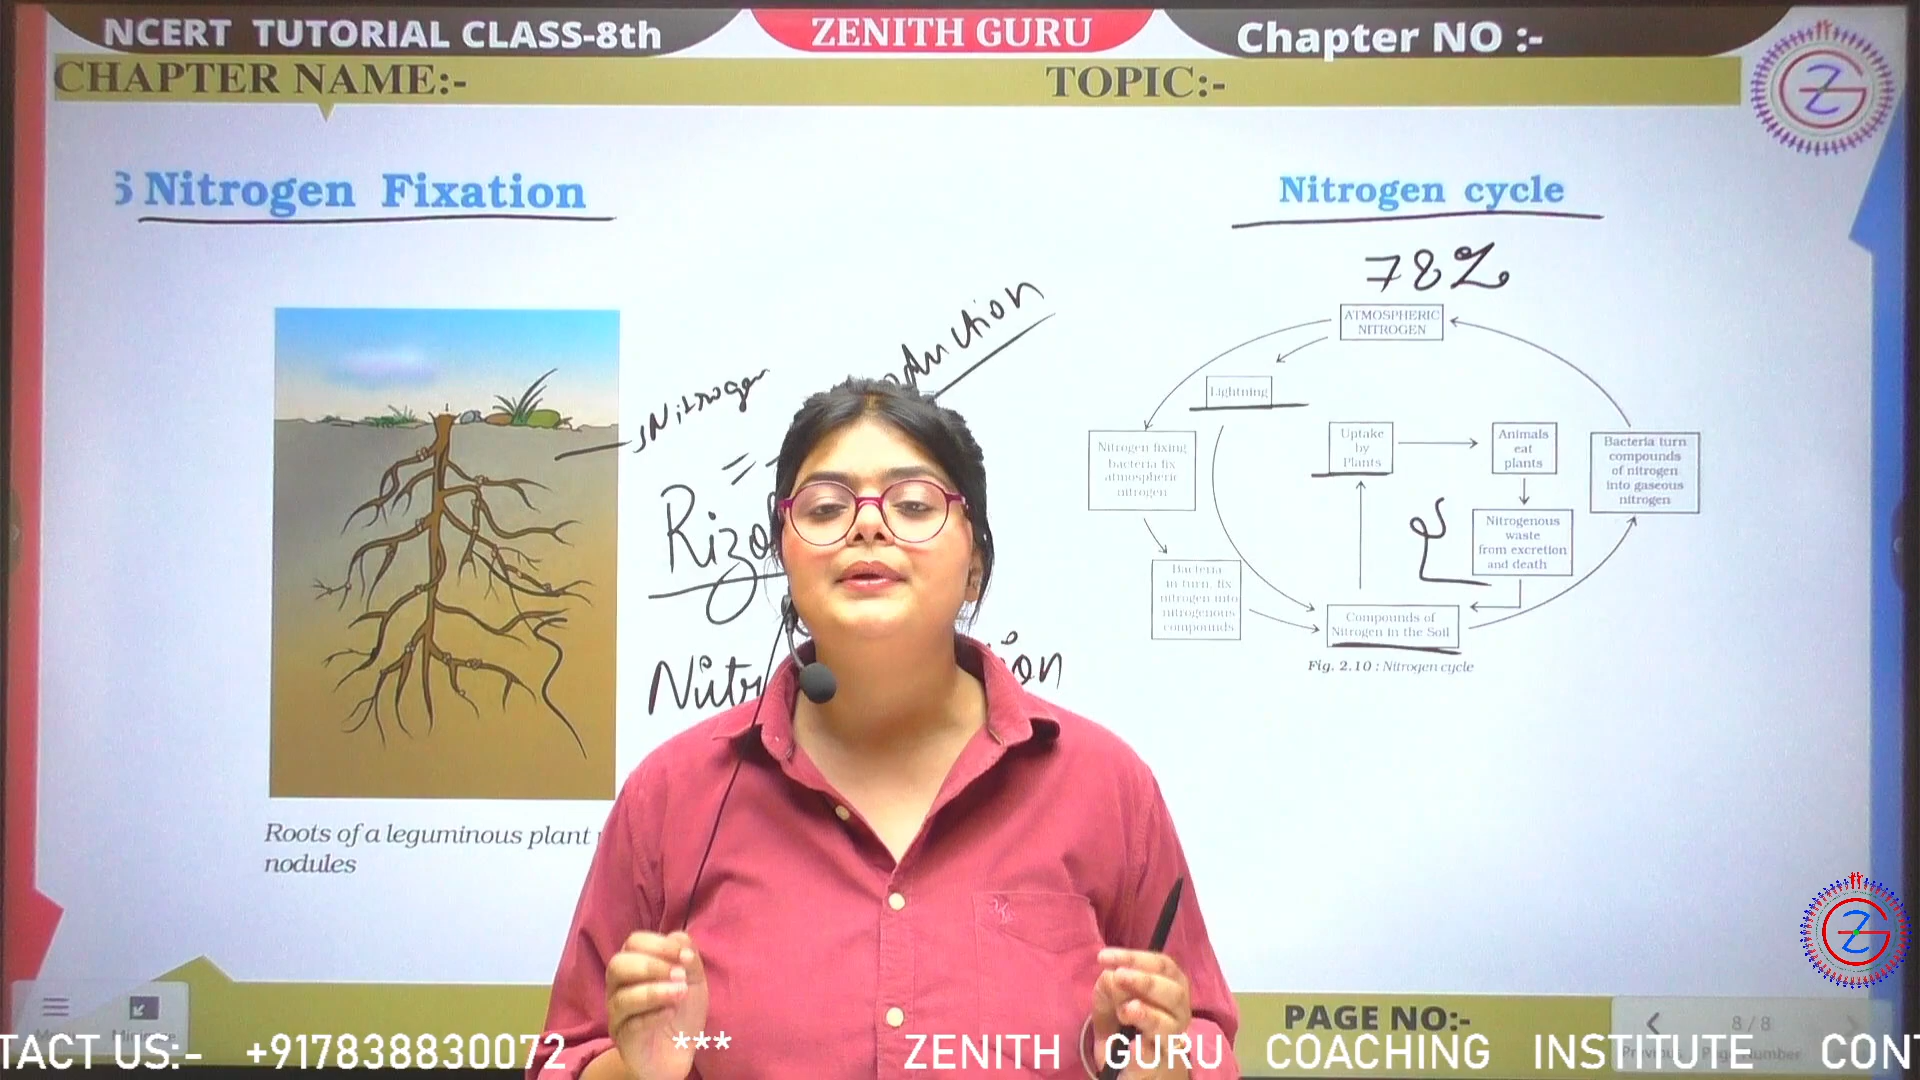 NCERT TUTORIAL CLASS-8th
ZENITH GURU
Chapter NO :-
CHAPTER NAME:-
TOPIC:-
Nitrogen Fixation
Nitrogen cycle
78%
Nitrogen
ATMOSPHERIC
NITROGEN
Lightning
Nitrogen fixing
bacteria fix
atmospheric
nitrogen
Uptake
by
Plants
Animals
eat
plants
Bacteria turn
compounds
of nitrogen
into gaseous
nitrogen
Nitrogenous
waste
from excretion
and death
Bacteria
in turn, fix
nitrogen into
nitrogenous
compounds
Compounds of
Nitrogen in the Soil
Fig. 2.10 : Nitrogen cycle
Roots of a leguminous plant
nodules
PAGE NO:-
8 / 8
TACT US:- +917838830072 *** ZENITH GURU COACHING INSTITUTE CONT